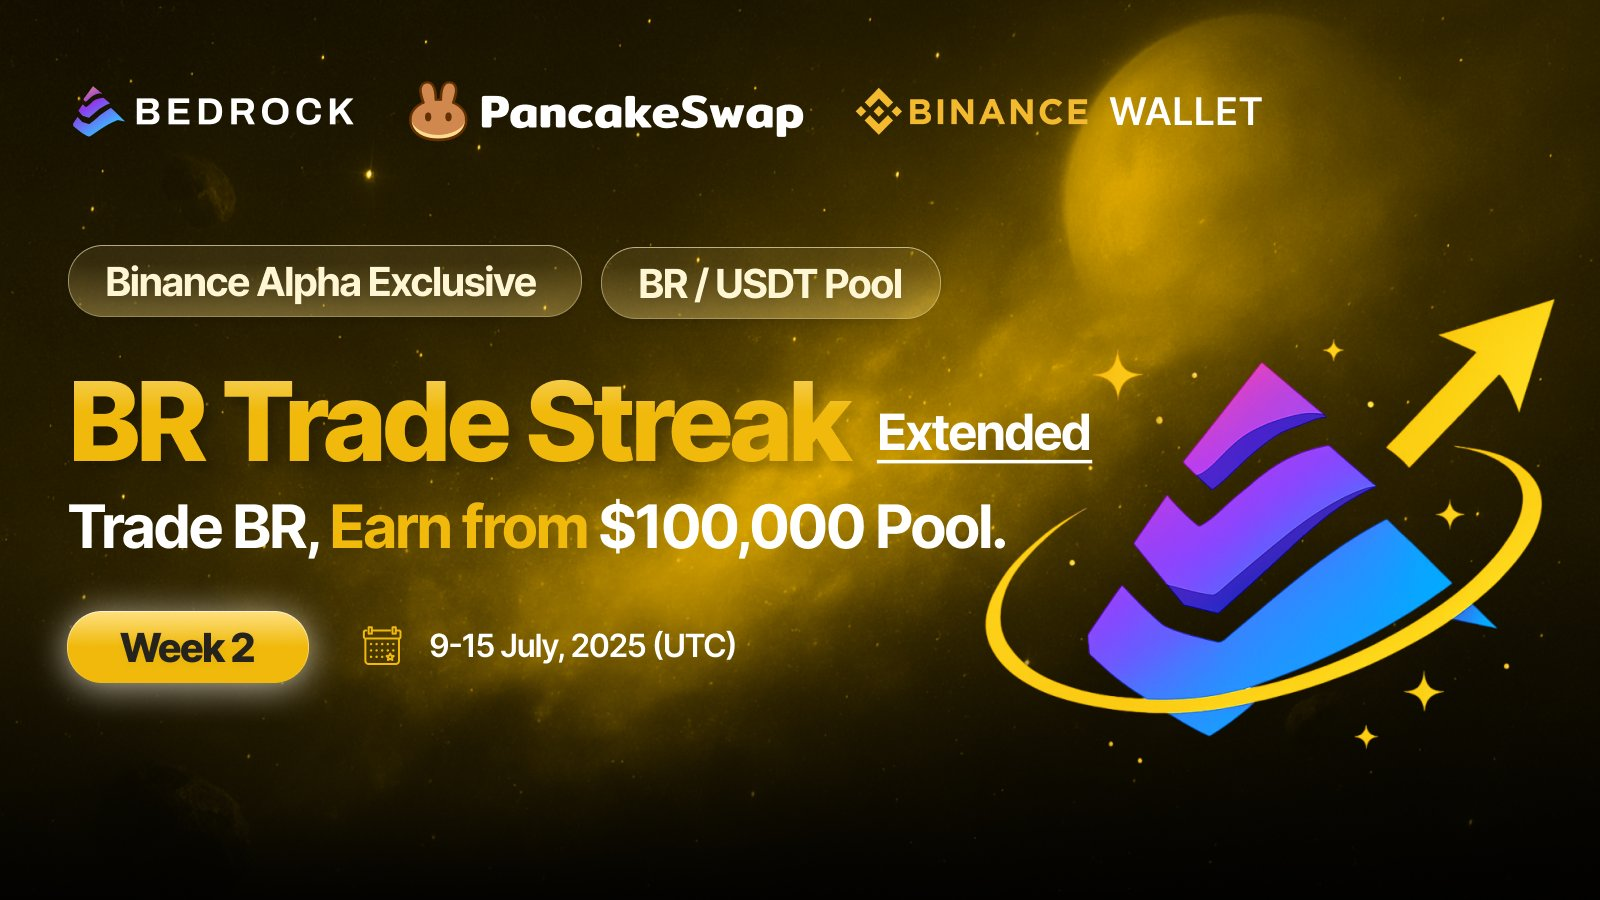 BEDROCK PancakeSwap BINANCE WALLET
Binance Alpha Exclusive BR / USDT Pool
BR Trade Streak Extended
Trade BR, Earn from $100,000 Pool.
Week 2 9-15 July, 2025 (UTC)